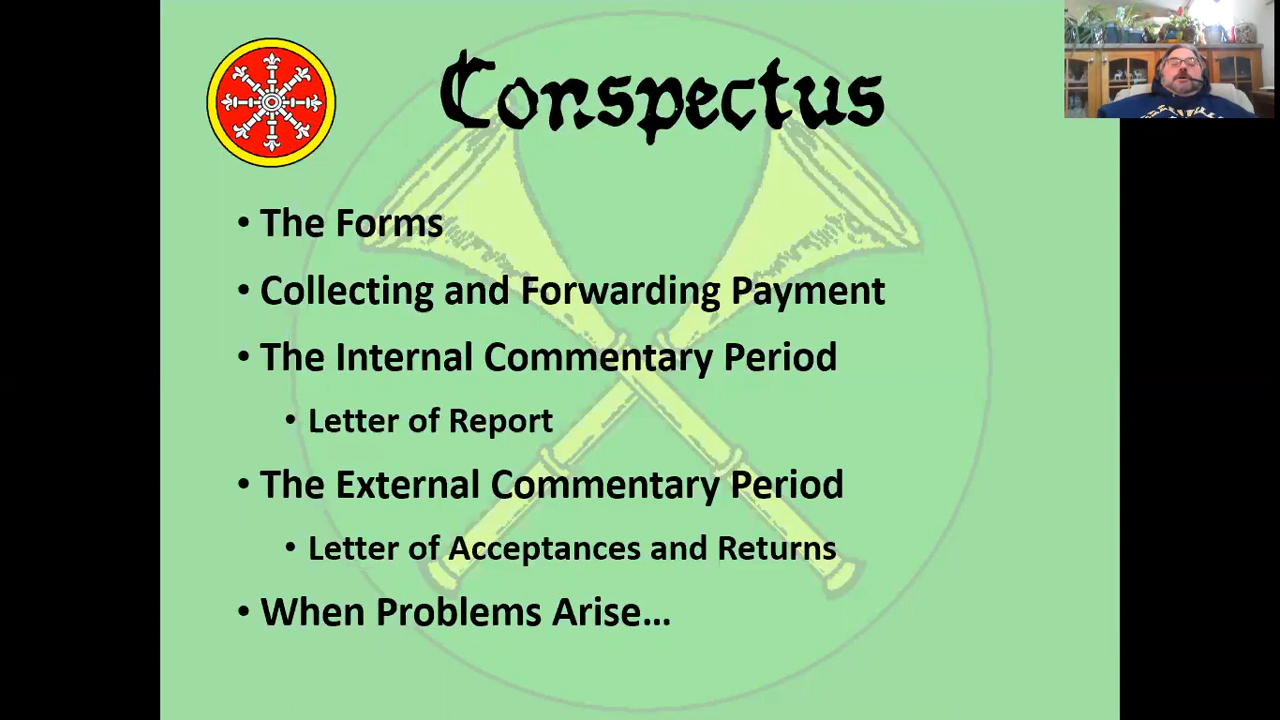 Conspectus
• The Forms
• Collecting and Forwarding Payment
• The Internal Commentary Period
• Letter of Report
• The External Commentary Period
• Letter of Acceptances and Returns
• When Problems Arise...